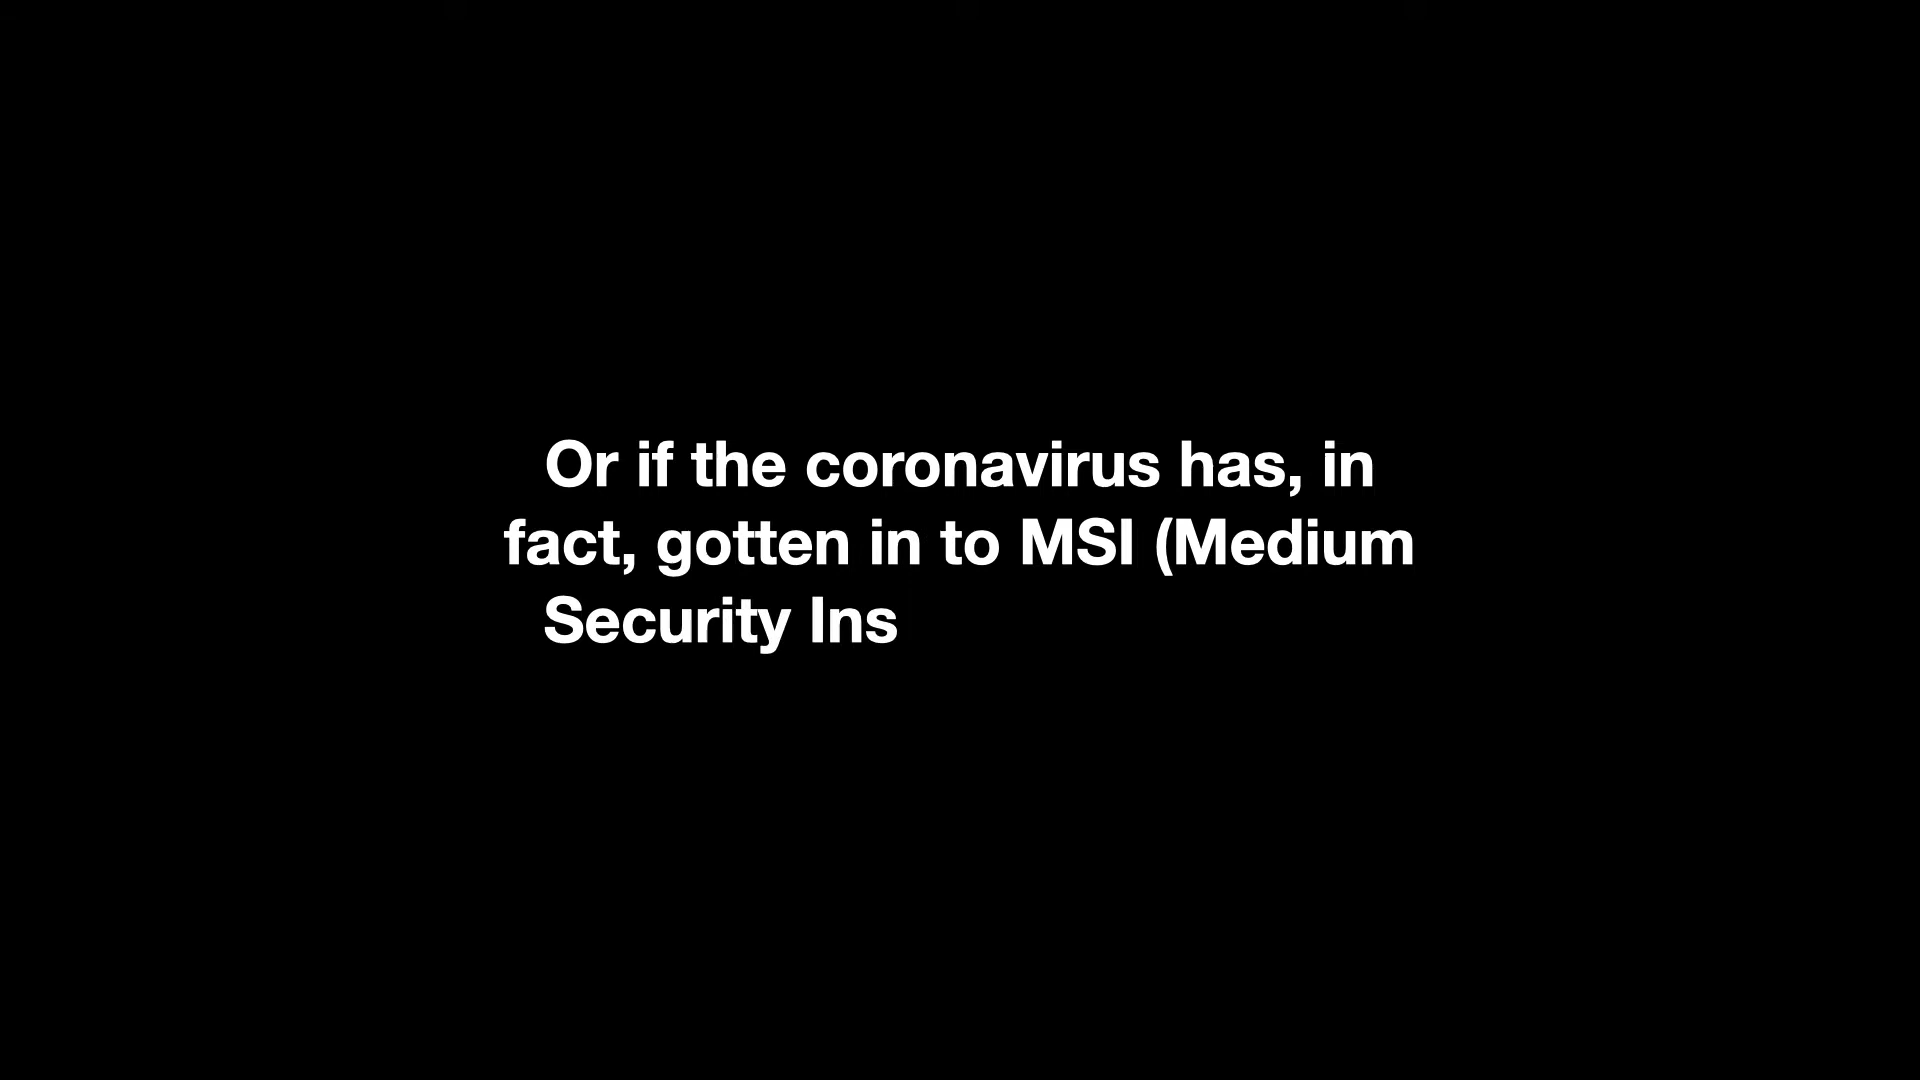 Or if the coronavirus has, in
fact, gotten in to MSI (Medium
Security Ins